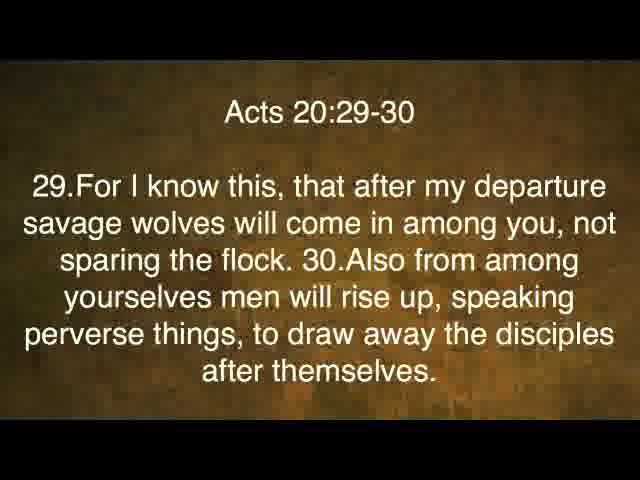 Acts 20:29-30
29.For I know this, that after my departure
savage wolves will come in among you, not
sparing the flock. 30.Also from among
yourselves men will rise up, speaking
perverse things, to draw away the disciples
after themselves.